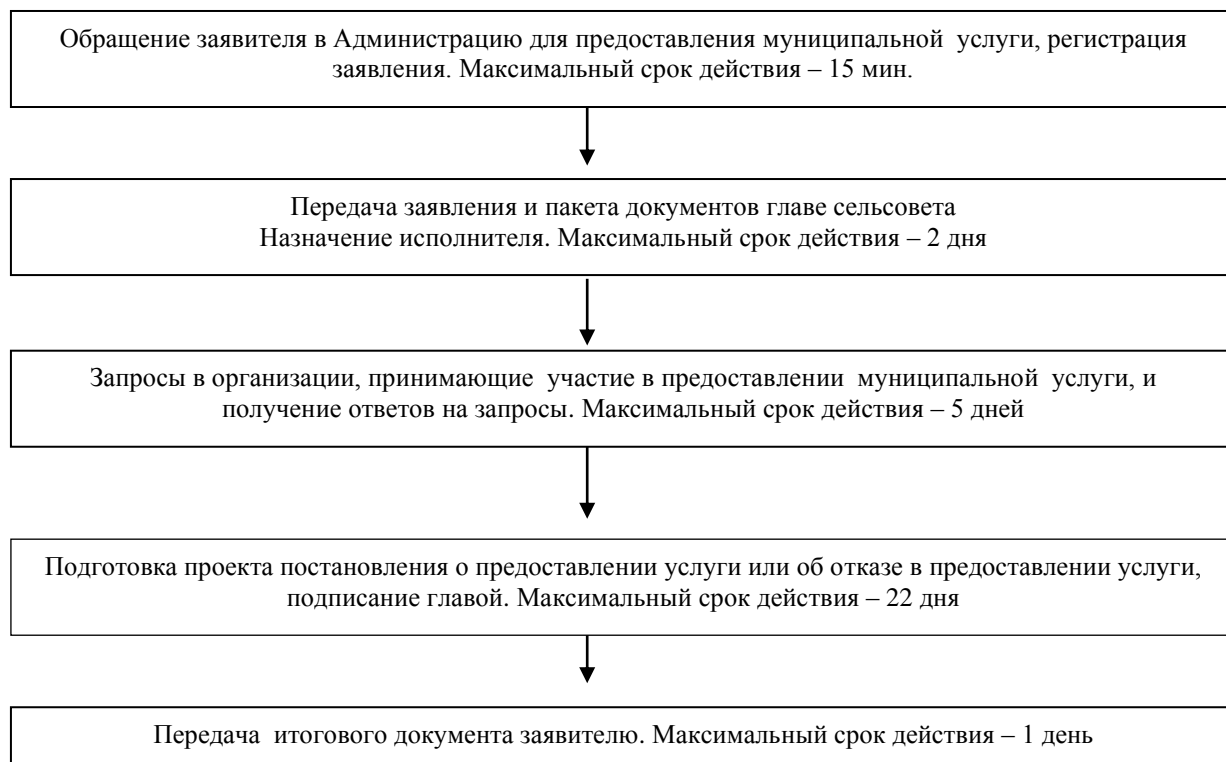 Обращение заявителя в Администрацию для предоставления муниципальной услуги, регистрация
заявления. Максимальный срок действия – 15 мин.
Передача заявления и пакета документов главе сельсовета
Назначение исполнителя. Максимальный срок действия – 2 дня
Запросы в организации, принимающие участие в предоставлении муниципальной услуги, и
получение ответов на запросы. Максимальный срок действия – 5 дней
Подготовка проекта постановления о предоставлении услуги или об отказе в предоставлении услуги,
подписание главой. Максимальный срок действия – 22 дня
Передача итогового документа заявителю. Максимальный срок действия – 1 день